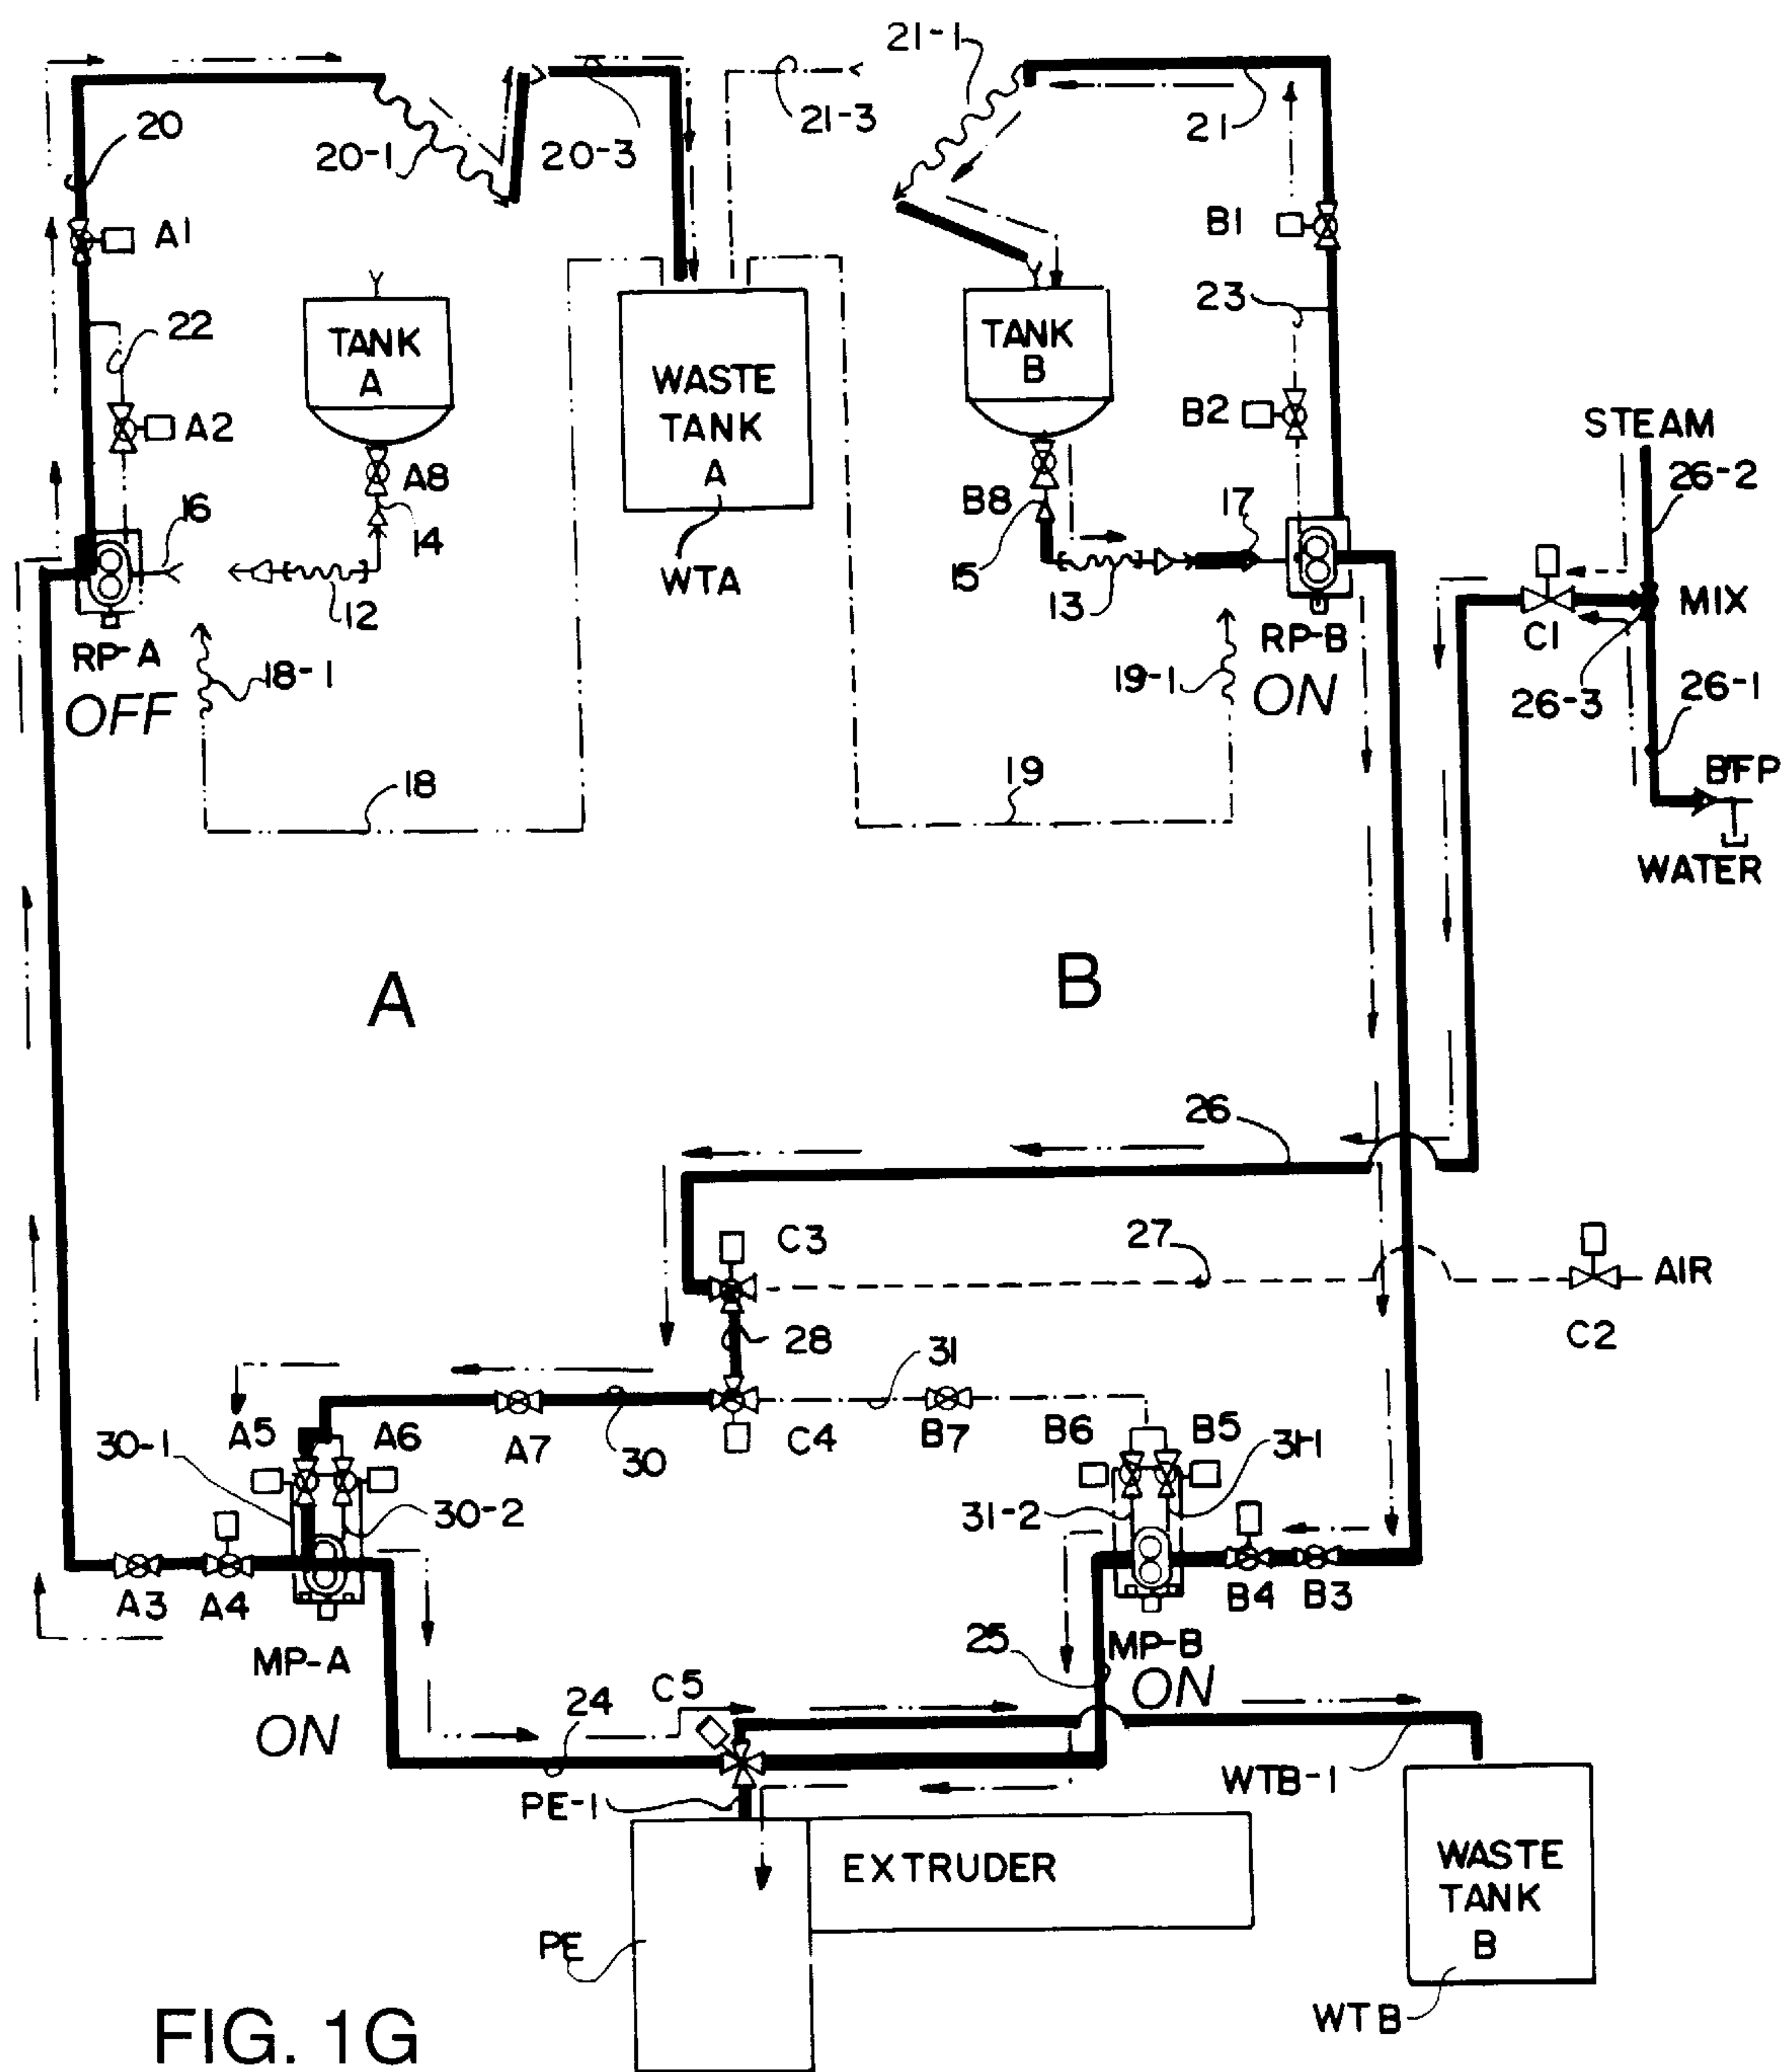 21-1
20
20-1
20-3
21-3
21
A1
B1
22
23
TANK
A
WASTE
TANK
A
TANK
B
A2
B2
STEAM
A8
26-2
16
14
B8
17
WTA
15
12
13
MIX
C1
RP-A
RP-B
18-1
19-1
26-1
OFF
ON
26-3
18
19
BFP
WATER
A
B
26
C3
27
AIR
28
C2
31
A5
A6
B6
B5
30-1
A7
30
C4
B7
31-1
30-2
31-2
A3
A4
B4
B3
MP-A
25
MP-B
24
C5
ON
ON
WTB-1
PE-1
EXTRUDER
WASTE
TANK
B
PE
WTB
FIG. 1G